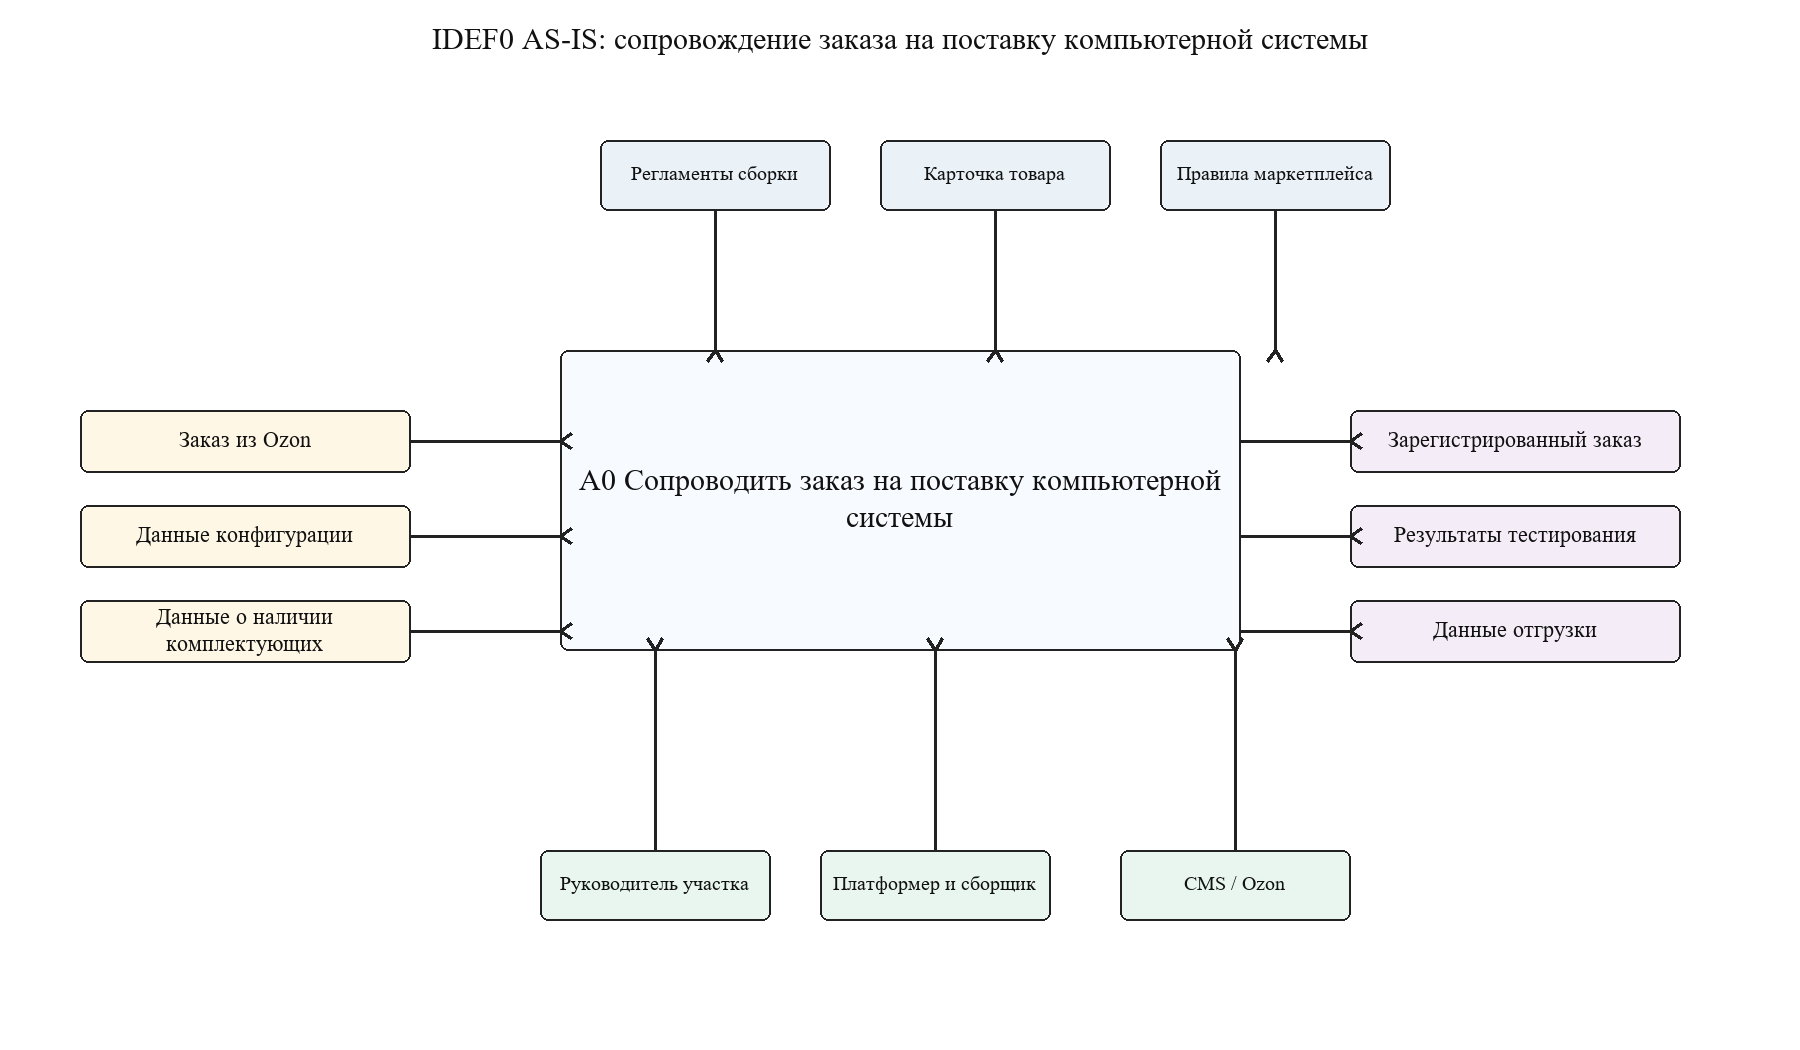 IDEF0 AS-IS: сопровождение заказа на поставку компьютерной системы
Регламенты сборки
Карточка товара
Правила маркетплейса
Заказ из Ozon
Данные конфигурации
Данные о наличии
комплектующих
A0 Сопроводить заказ на поставку компьютерной
системы
Зарегистрированный заказ
Результаты тестирования
Данные отгрузки
Руководитель участка
Платформер и сборщик
CMS / Ozon